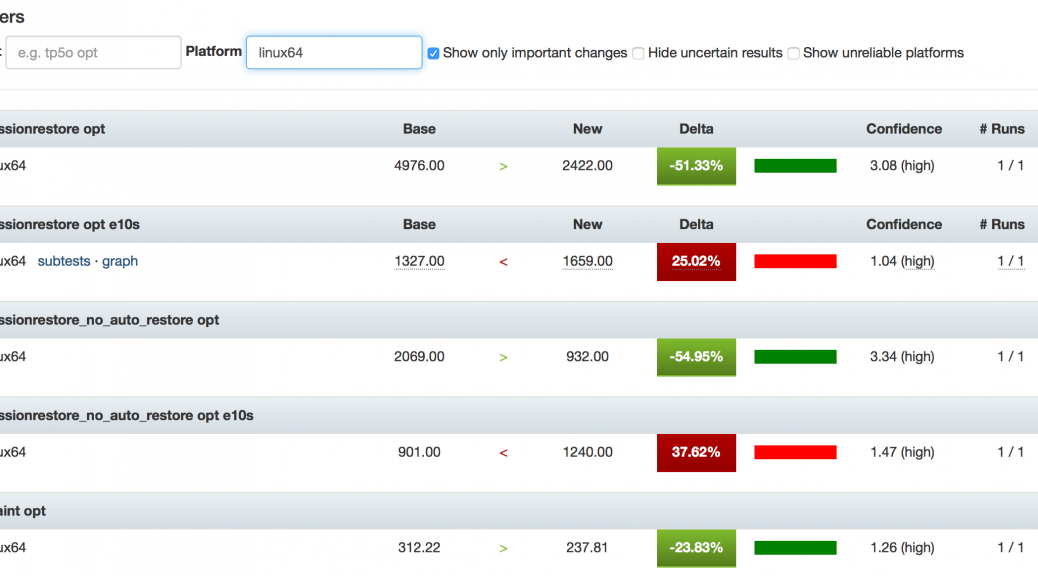 ers
: e.g. tp5o opt Platform linux64 Show only important changes Hide uncertain results Show unreliable platforms
ssionrestore opt Base New Delta Confidence # Runs
ux64 4976.00 > 2422.00 -51.33% 3.08 (high) 1 / 1
ssionrestore opt e10s Base New Delta Confidence # Runs
ux64 subtests · graph 1327.00 < 1659.00 25.02% 1.04 (high) 1 / 1
ssionrestore_no_auto_restore opt
ux64 2069.00 > 932.00 -54.95% 3.34 (high) 1 / 1
ssionrestore_no_auto_restore opt e10s
ux64 901.00 < 1240.00 37.62% 1.47 (high) 1 / 1
aint opt
ux64 312.22 > 237.81 -23.83% 1.26 (high) 1 / 1